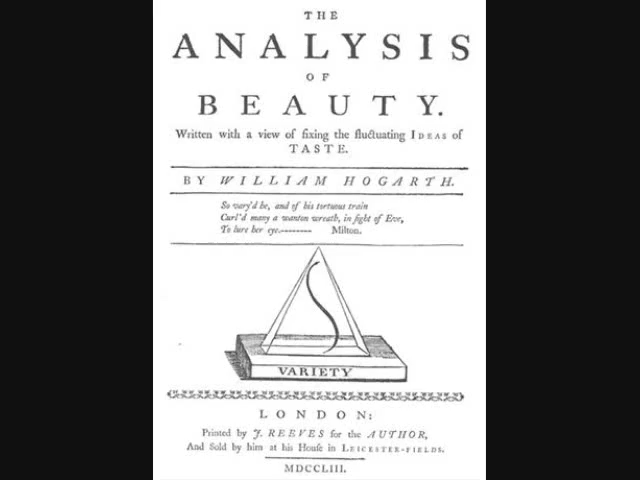 THE
ANALYSIS
OF
BEAUTY.
Written with a view of fixing the fluctuating IDEAS of
TASTE.
BY WILLIAM HOGARTH.
So vary'd he, and of his tortuous train
Curl'd many a wanton wreath, in sight of Eve,
To lure her eye.-------- Milton.
VARIETY
LONDON:
Printed by J. REEVES for the AUTHOR,
And Sold by him at his House in LEICESTER-FIELDS.
MDCCLIII.